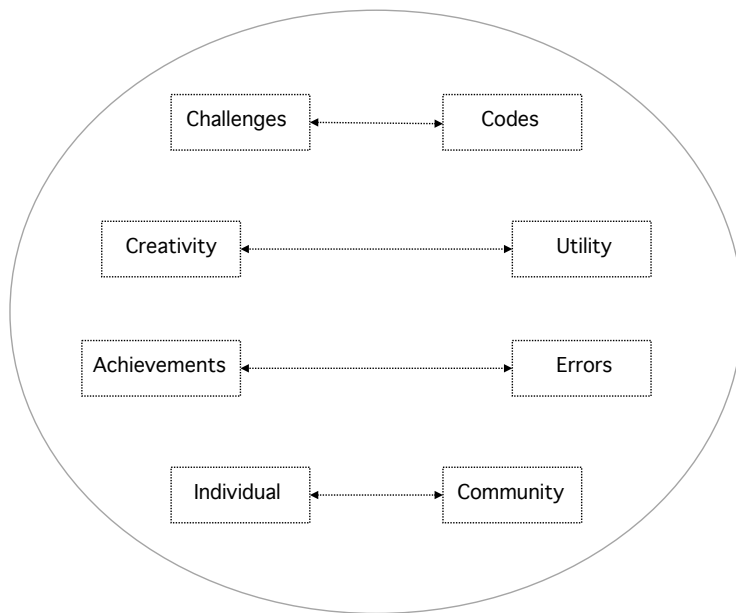 Challenges
Codes
Creativity
Utility
Achievements
Errors
Individual
Community